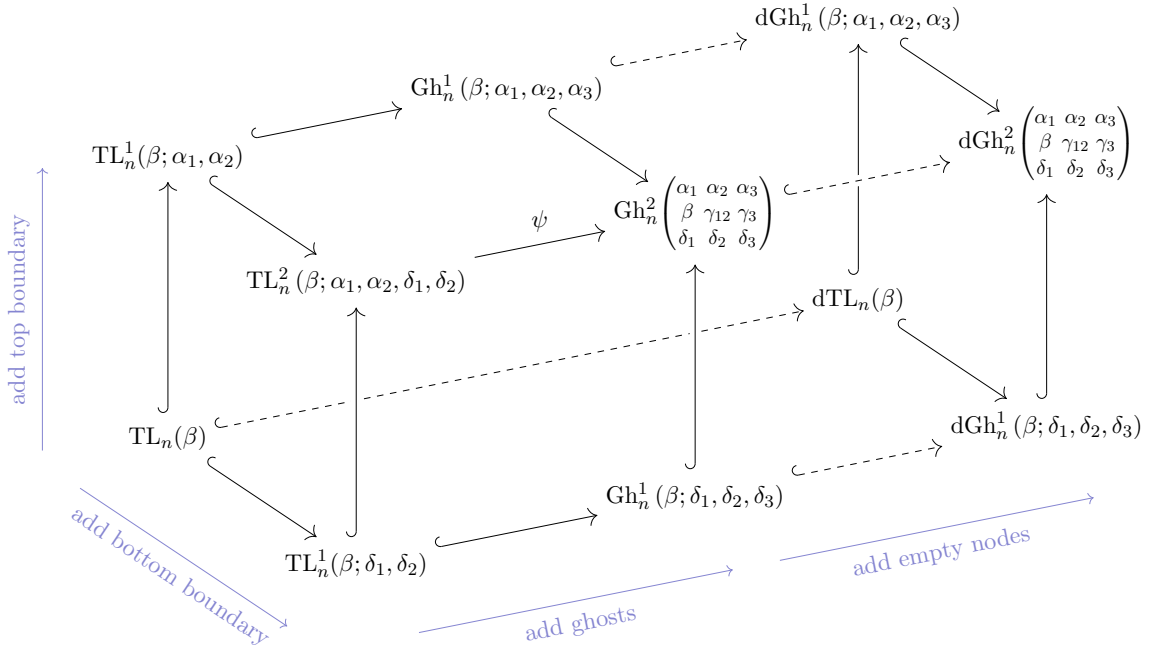 dGh¹ₙ (β; α₁, α₂, α₃)
Gh¹ₙ (β; α₁, α₂, α₃)
TL¹ₙ(β; α₁, α₂)
dGh²ₙ (α₁ α₂ α₃
β γ₁₂ γ₃
δ₁ δ₂ δ₃)
Gh²ₙ (α₁ α₂ α₃
β γ₁₂ γ₃
δ₁ δ₂ δ₃)
ψ
TL²ₙ (β; α₁, α₂, δ₁, δ₂)
dTLₙ(β)
add top boundary
TLₙ(β)
dGh¹ₙ (β; δ₁, δ₂, δ₃)
Gh¹ₙ (β; δ₁, δ₂, δ₃)
TL¹ₙ(β; δ₁, δ₂)
add bottom boundary
add ghosts
add empty nodes